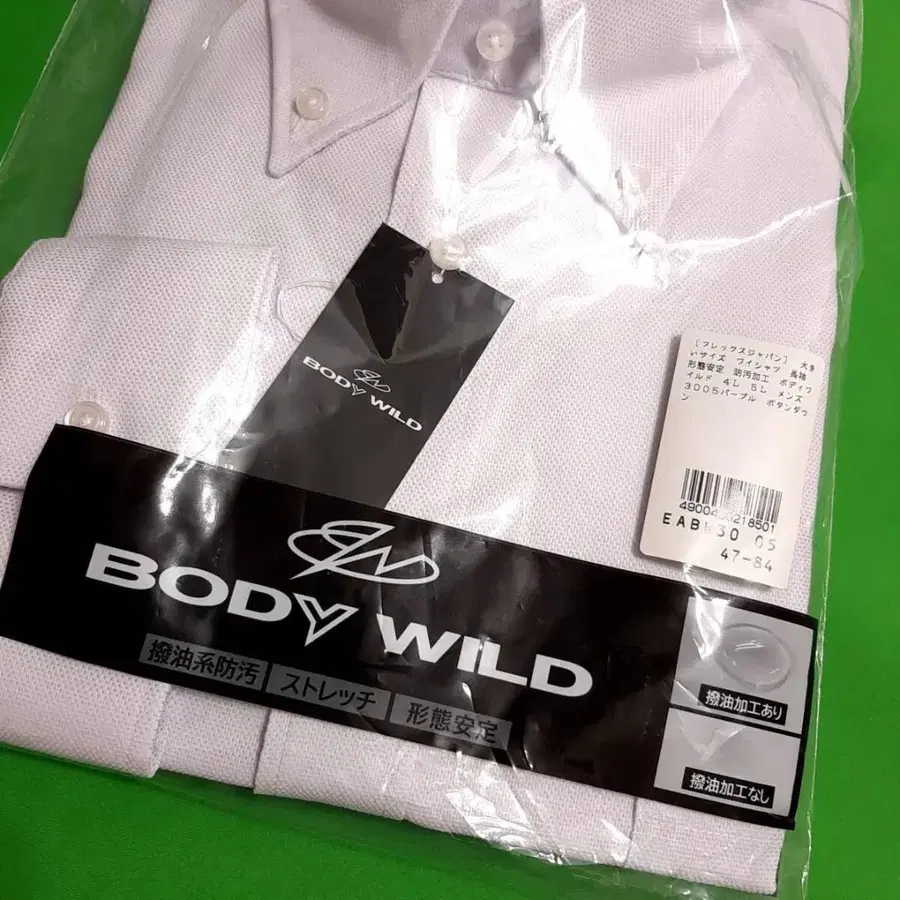 BODY WILD
[フレックスジャパン] 大き
いサイズ ワイシャツ 長袖
形態安定 防汚加工 ボディワ
イルド 4L 5L メンズ
3005パープル ボタンダウ
ン
218501
30 05
47-84
BODY WILD
撥油系防汚 ストレッチ 形態安定
撥油加工あり
撥油加工なし